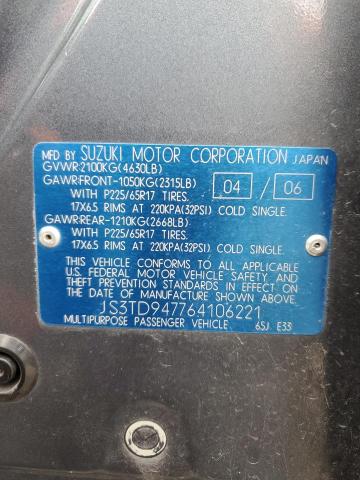 MFD BY SUZUKI MOTOR CORPORATION JAPAN
GVWR:2100KG(4630LB)
GAWR:FRONT-1050KG(2315LB) 04 / 06
WITH P225/65R17 TIRES.
17X6.5 RIMS AT 220KPA(32PSI) COLD SINGLE.
GAWR:REAR-1210KG(2668LB)
WITH P225/65R17 TIRES.
17X6.5 RIMS AT 220KPA(32PSI) COLD SINGLE.
THIS VEHICLE CONFORMS TO ALL APPLICABLE
U.S. FEDERAL MOTOR VEHICLE SAFETY AND
THEFT PREVENTION STANDARDS IN EFFECT ON
THE DATE OF MANUFACTURE SHOWN ABOVE.
JS3TD947764106221
MULTIPURPOSE PASSENGER VEHICLE 65J E33